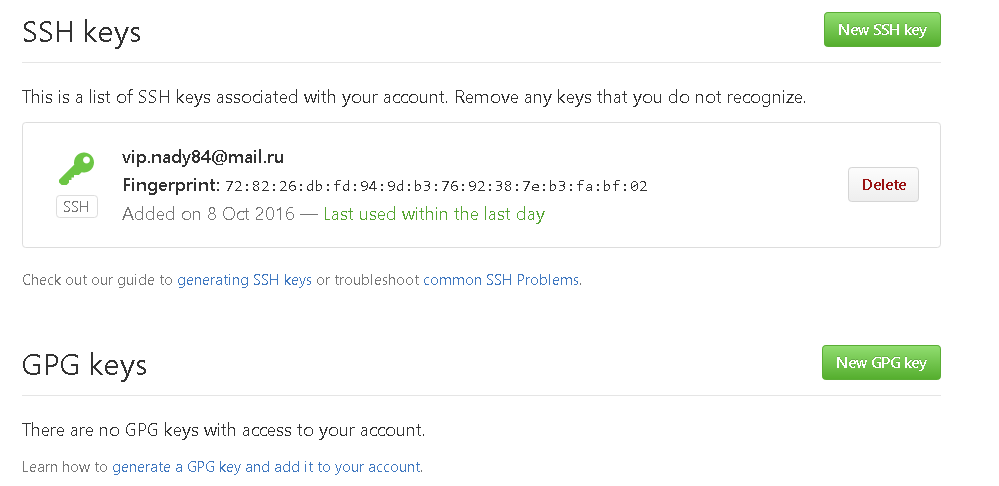 SSH keys
New SSH key
This is a list of SSH keys associated with your account. Remove any keys that you do not recognize.
vip.nady84@mail.ru
Fingerprint: 72:82:26:db:fd:94:9d:b3:76:92:38:7e:b3:fa:bf:02
SSH
Added on 8 Oct 2016 — Last used within the last day
Delete
Check out our guide to generating SSH keys or troubleshoot common SSH Problems.
GPG keys
New GPG key
There are no GPG keys with access to your account.
Learn how to generate a GPG key and add it to your account.